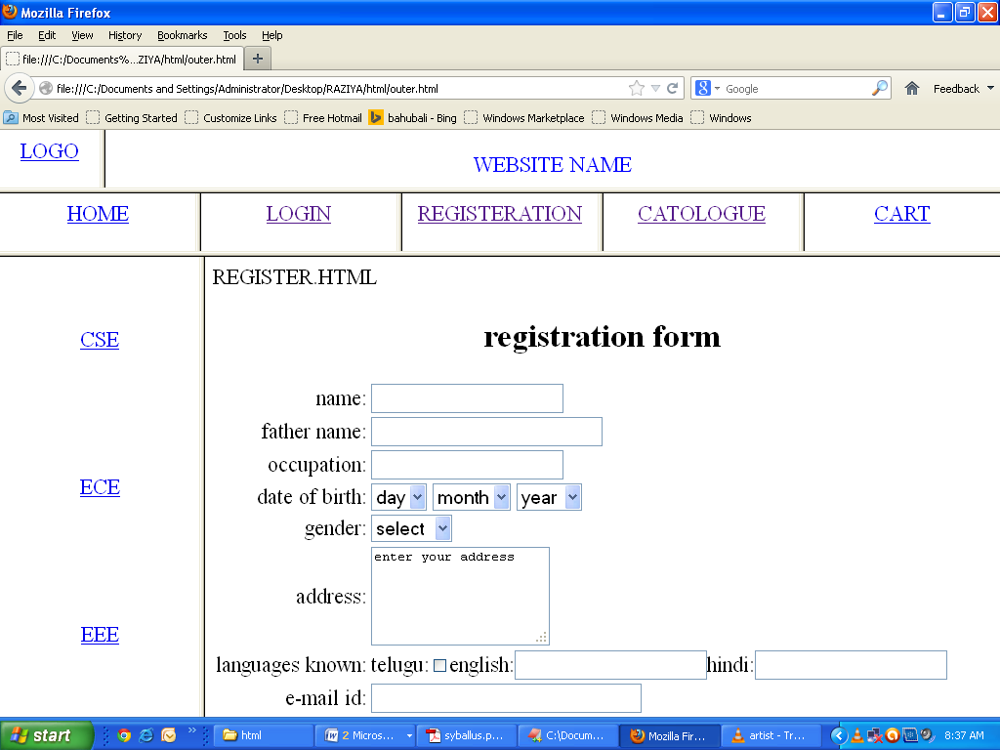 Mozilla Firefox
File Edit View History Bookmarks Tools Help
file:///C:/Documents%...ZIYA/html/outer.html
file:///C:/Documents and Settings/Administrator/Desktop/RAZIYA/html/outer.html Google Feedback
Most Visited Getting Started Customize Links Free Hotmail bahubali - Bing Windows Marketplace Windows Media Windows
LOGO
WEBSITE NAME
HOME LOGIN REGISTERATION CATOLOGUE CART
REGISTER.HTML
registration form
CSE
ECE
EEE
name:
father name:
occupation:
date of birth: day month year
gender: select
enter your address
address:
languages known: telugu: english: hindi:
e-mail id:
start html 2 Micros... syballus.p... C:\Docum... Mozilla Fir... artist - Tr... 8:37 AM